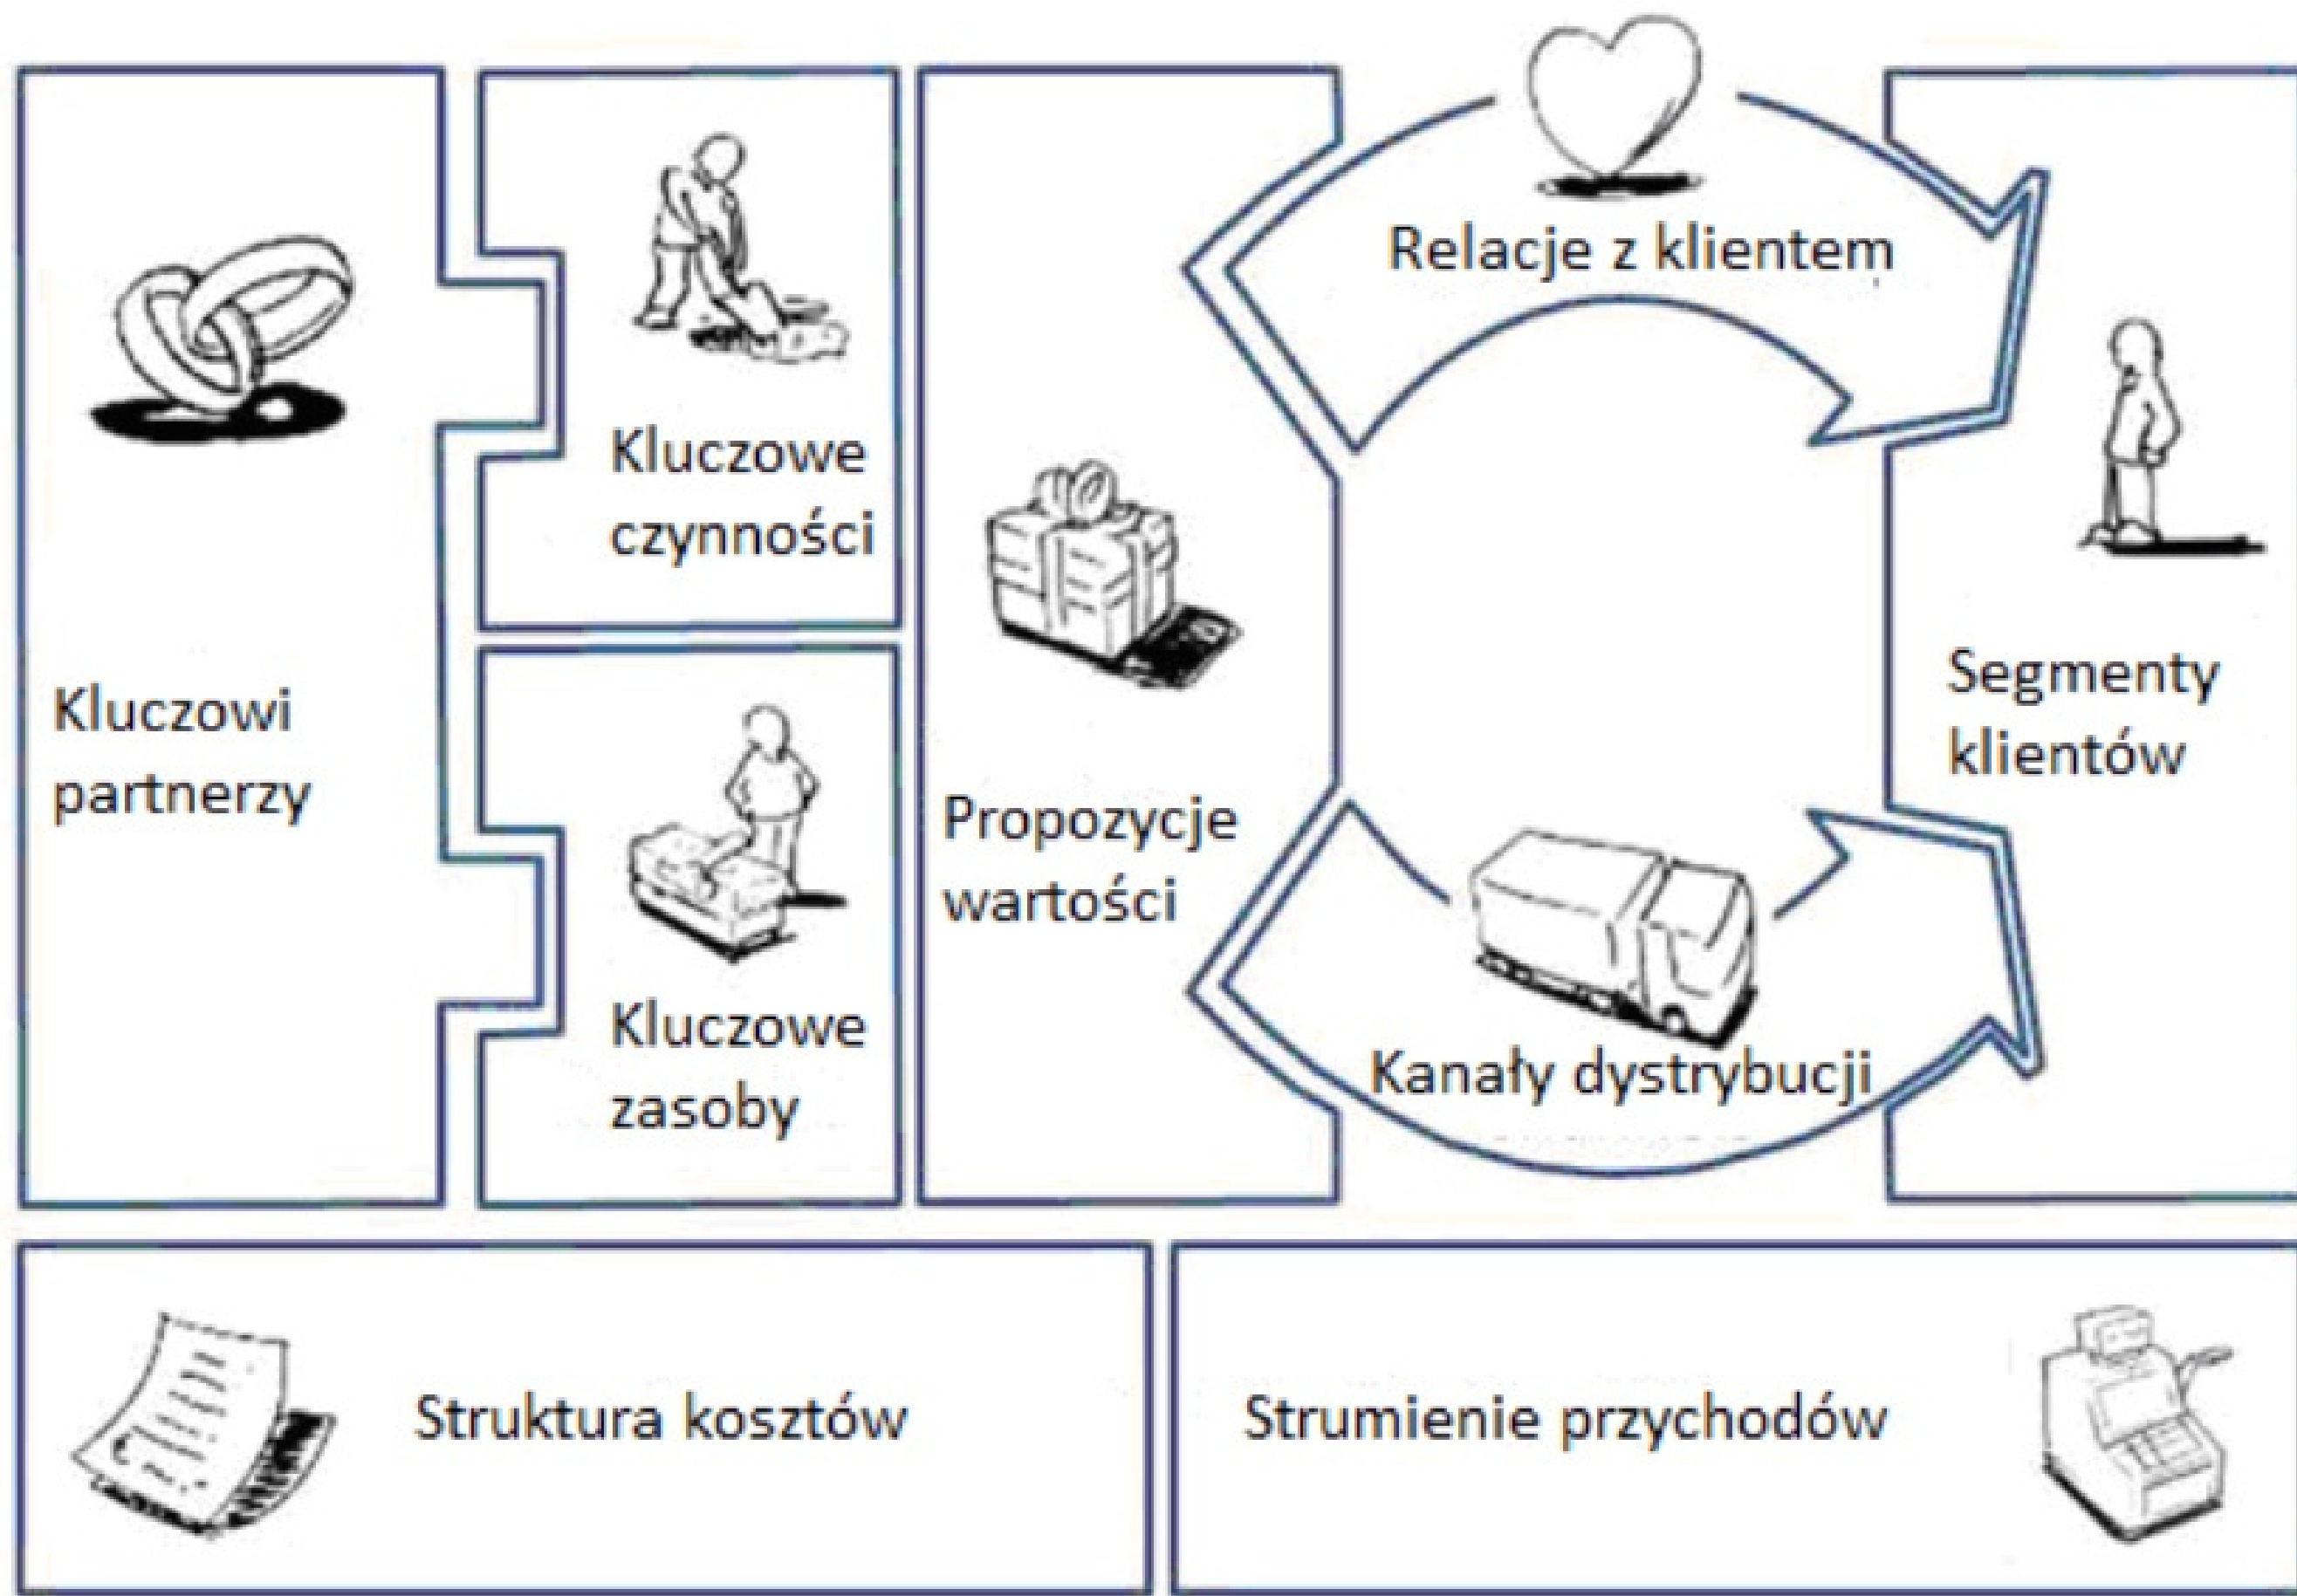 Kluczowi
partnerzy
Kluczowe
czynności
Kluczowe
zasoby
Propozycje
wartości
Relacje z klientem
Kanały dystrybucji
Segmenty
klientów
Struktura kosztów
Strumienie przychodów